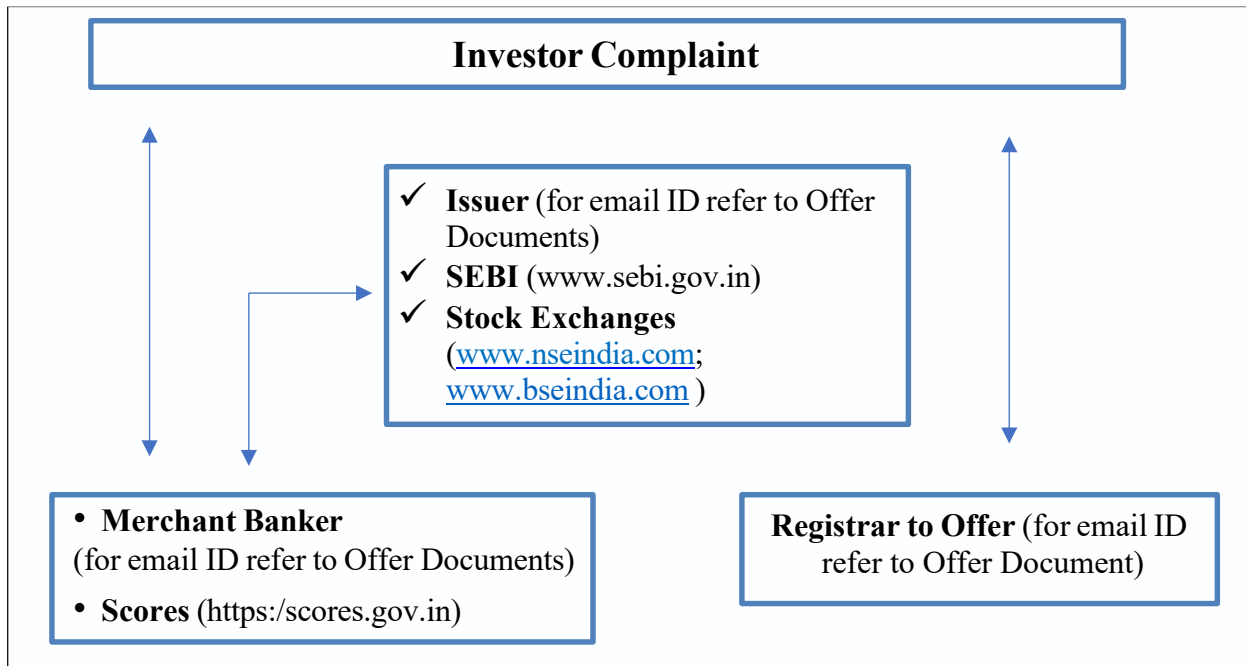 Investor Complaint
✓ Issuer (for email ID refer to Offer
Documents)
✓ SEBI (www.sebi.gov.in)
✓ Stock Exchanges
(www.nseindia.com;
www.bseindia.com )
• Merchant Banker
(for email ID refer to Offer Documents)
• Scores (https:/scores.gov.in)
Registrar to Offer (for email ID
refer to Offer Document)